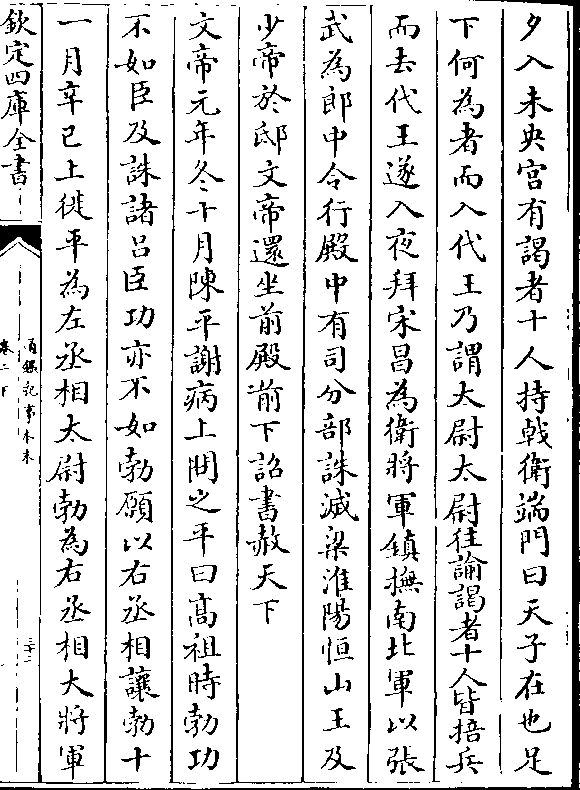 夕入未央宫有謁者十人持戟衛端門曰天子在也足
下何為者而入代王乃謂太尉太尉往諭謁者十人皆掊兵
而去代王遂入夜拜宋昌為衛將軍鎮撫南北軍以張
武為郎中令行殿中有司分部誅滅梁淮陽恒山王及
少帝於邸文帝還坐前殿前下詔書赦天下
文帝元年冬十月陳平謝病上問之平曰高祖時勃功
不如臣及誅諸吕臣功亦不如勃願以右丞相讓勃十
一月辛巳上徙平為左丞相太尉勃為右丞相大將軍
欽定四庫全書
通鑑紀事本末
卷二下
三十二